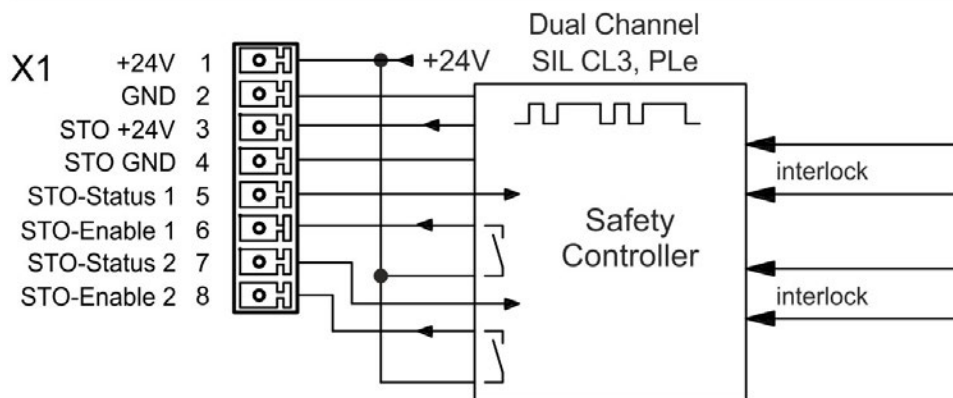 Dual Channel
SIL CL3, PLe
X1
+24V 1
+24V
GND 2
STO +24V 3
STO GND 4
STO-Status 1 5
STO-Enable 1 6
STO-Status 2 7
STO-Enable 2 8
Safety
Controller
interlock
interlock